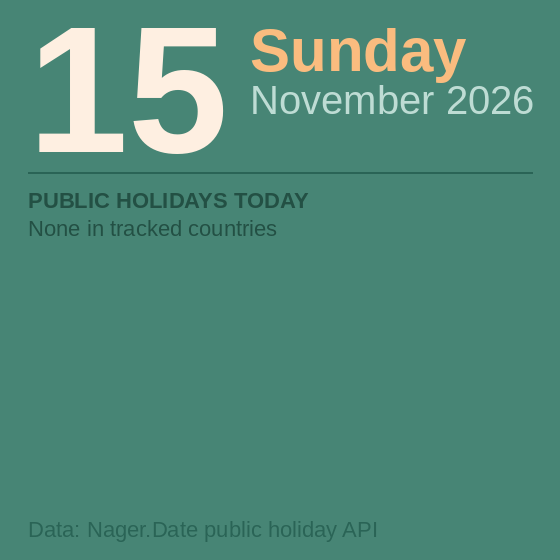 15
Sunday
November 2026
PUBLIC HOLIDAYS TODAY
None in tracked countries
Data: Nager.Date public holiday API